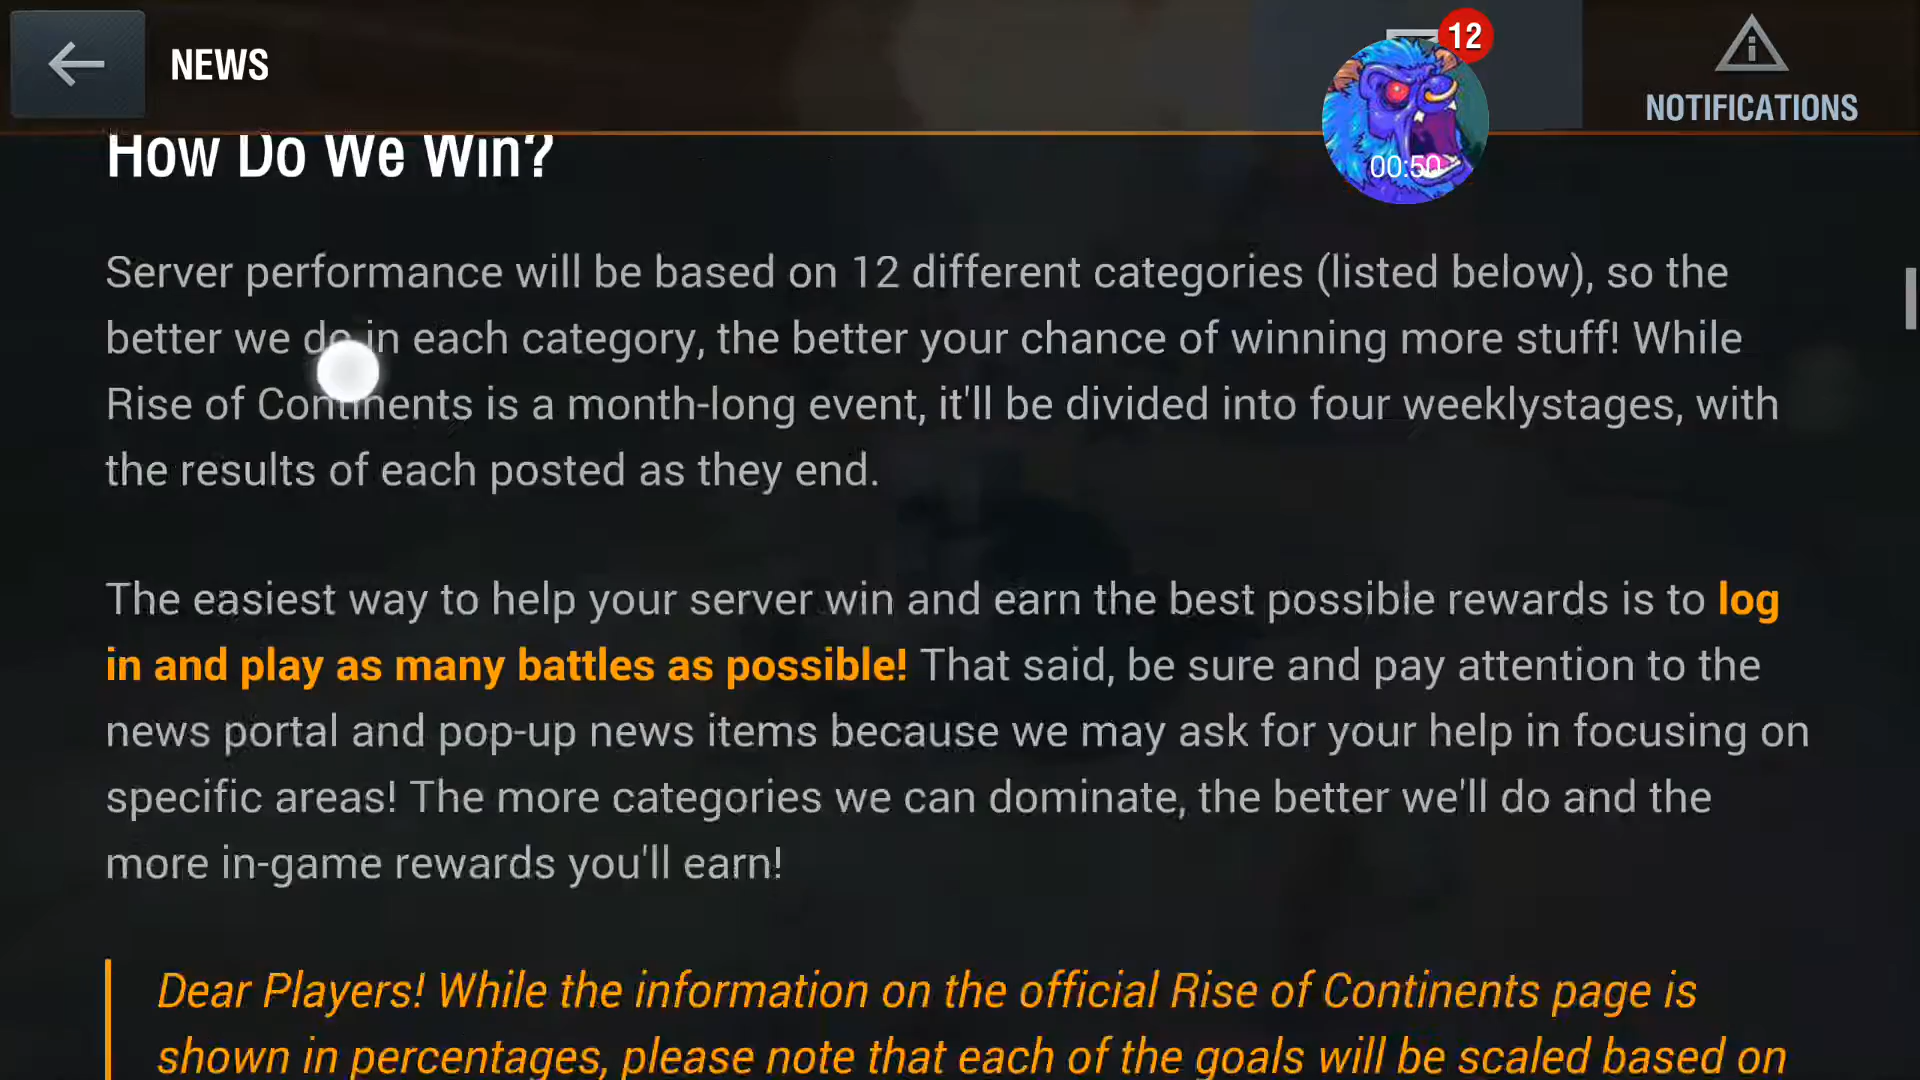 NEWS
12
00:50
NOTIFICATIONS
How Do We Win?
Server performance will be based on 12 different categories (listed below), so the
better we do in each category, the better your chance of winning more stuff! While
Rise of Continents is a month-long event, it'll be divided into four weeklystages, with
the results of each posted as they end.
The easiest way to help your server win and earn the best possible rewards is to log
in and play as many battles as possible! That said, be sure and pay attention to the
news portal and pop-up news items because we may ask for your help in focusing on
specific areas! The more categories we can dominate, the better we'll do and the
more in-game rewards you'll earn!
Dear Players! While the information on the official Rise of Continents page is
shown in percentages, please note that each of the goals will be scaled based on